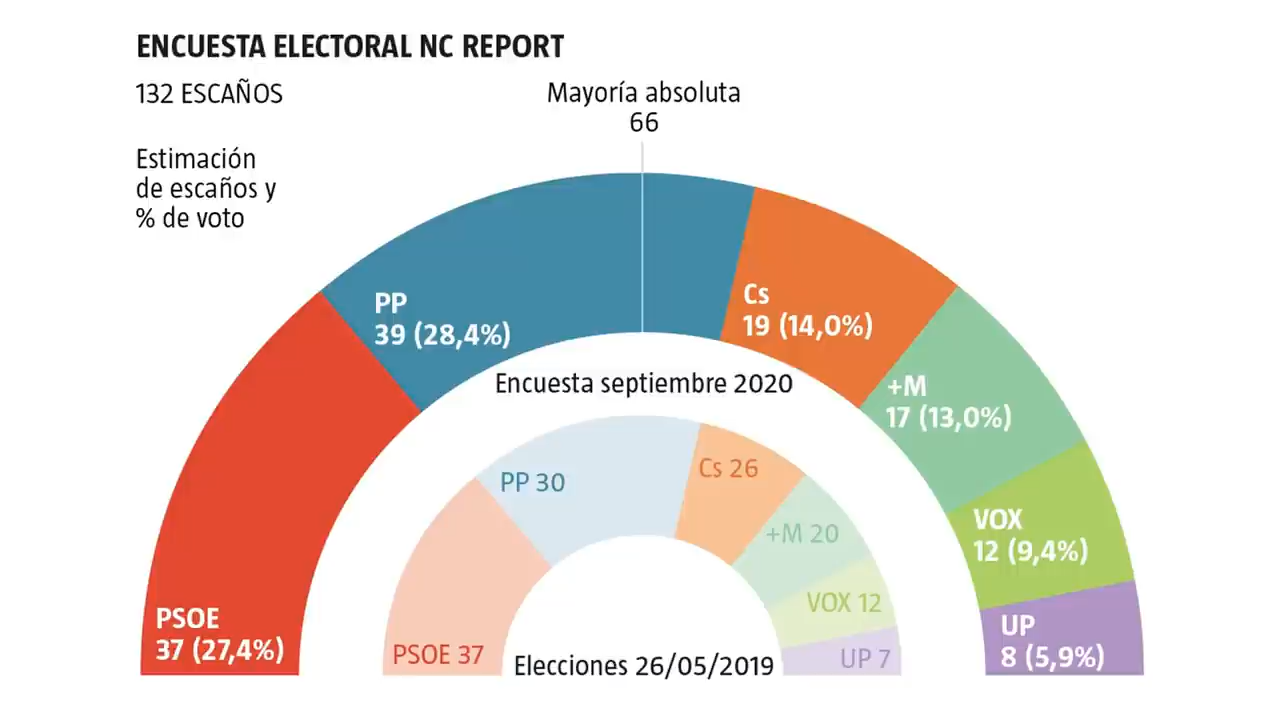 ENCUESTA ELECTORAL NC REPORT
132 ESCAÑOS
Mayoría absoluta
66
Estimación
de escaños y
% de voto
PP
39 (28,4%)
Cs
19 (14,0%)
+M
17 (13,0%)
VOX
12 (9,4%)
UP
8 (5,9%)
PSOE
37 (27,4%)
Encuesta septiembre 2020
PP 30
Cs 26
+M 20
VOX 12
UP 7
PSOE 37
Elecciones 26/05/2019